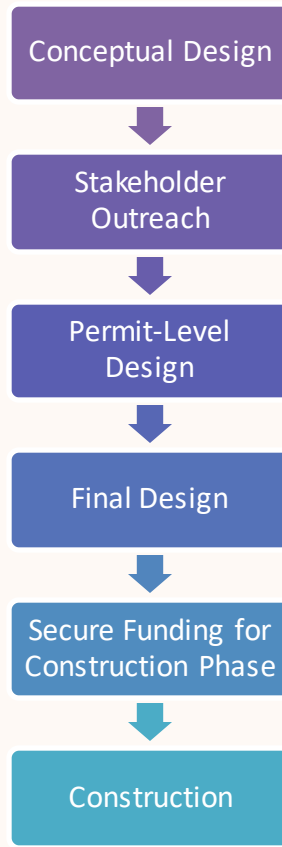 Conceptual Design
Stakeholder
Outreach
Permit-Level
Design
Final Design
Secure Funding for
Construction Phase
Construction